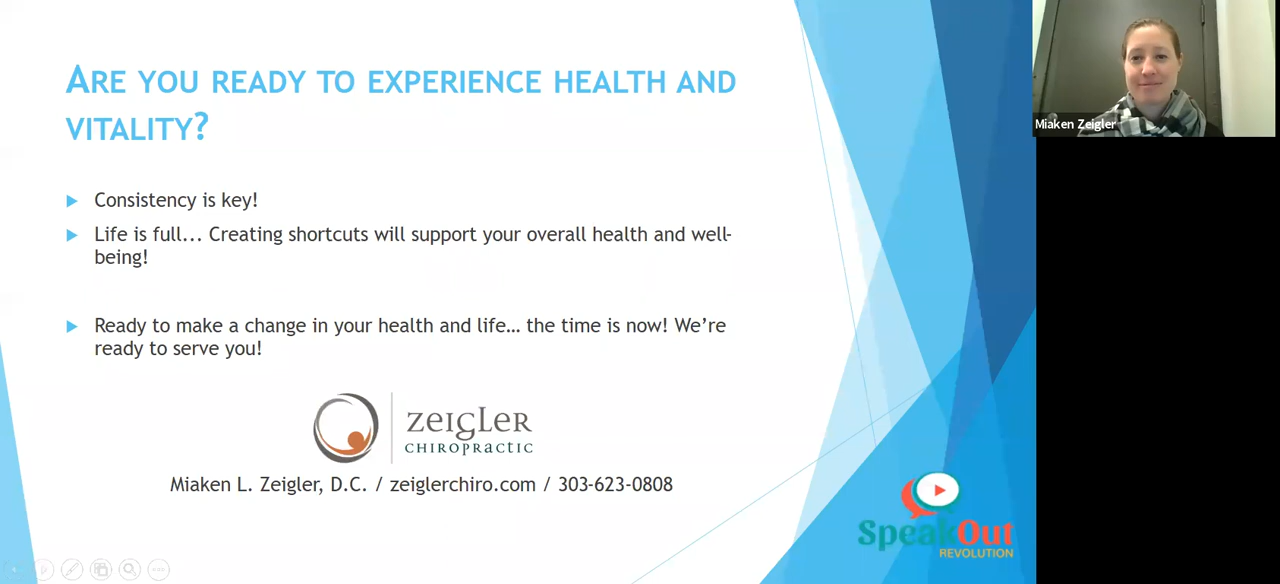 ARE YOU READY TO EXPERIENCE HEALTH AND
VITALITY?
Consistency is key!
Life is full... Creating shortcuts will support your overall health and well-
being!
Ready to make a change in your health and life... the time is now! We're
ready to serve you!
zeigler
chiropractic
Miaken L. Zeigler, D.C. / zeiglerchiro.com / 303-623-0808
SpeakOut
REVOLUTION
Miaken Zeigler